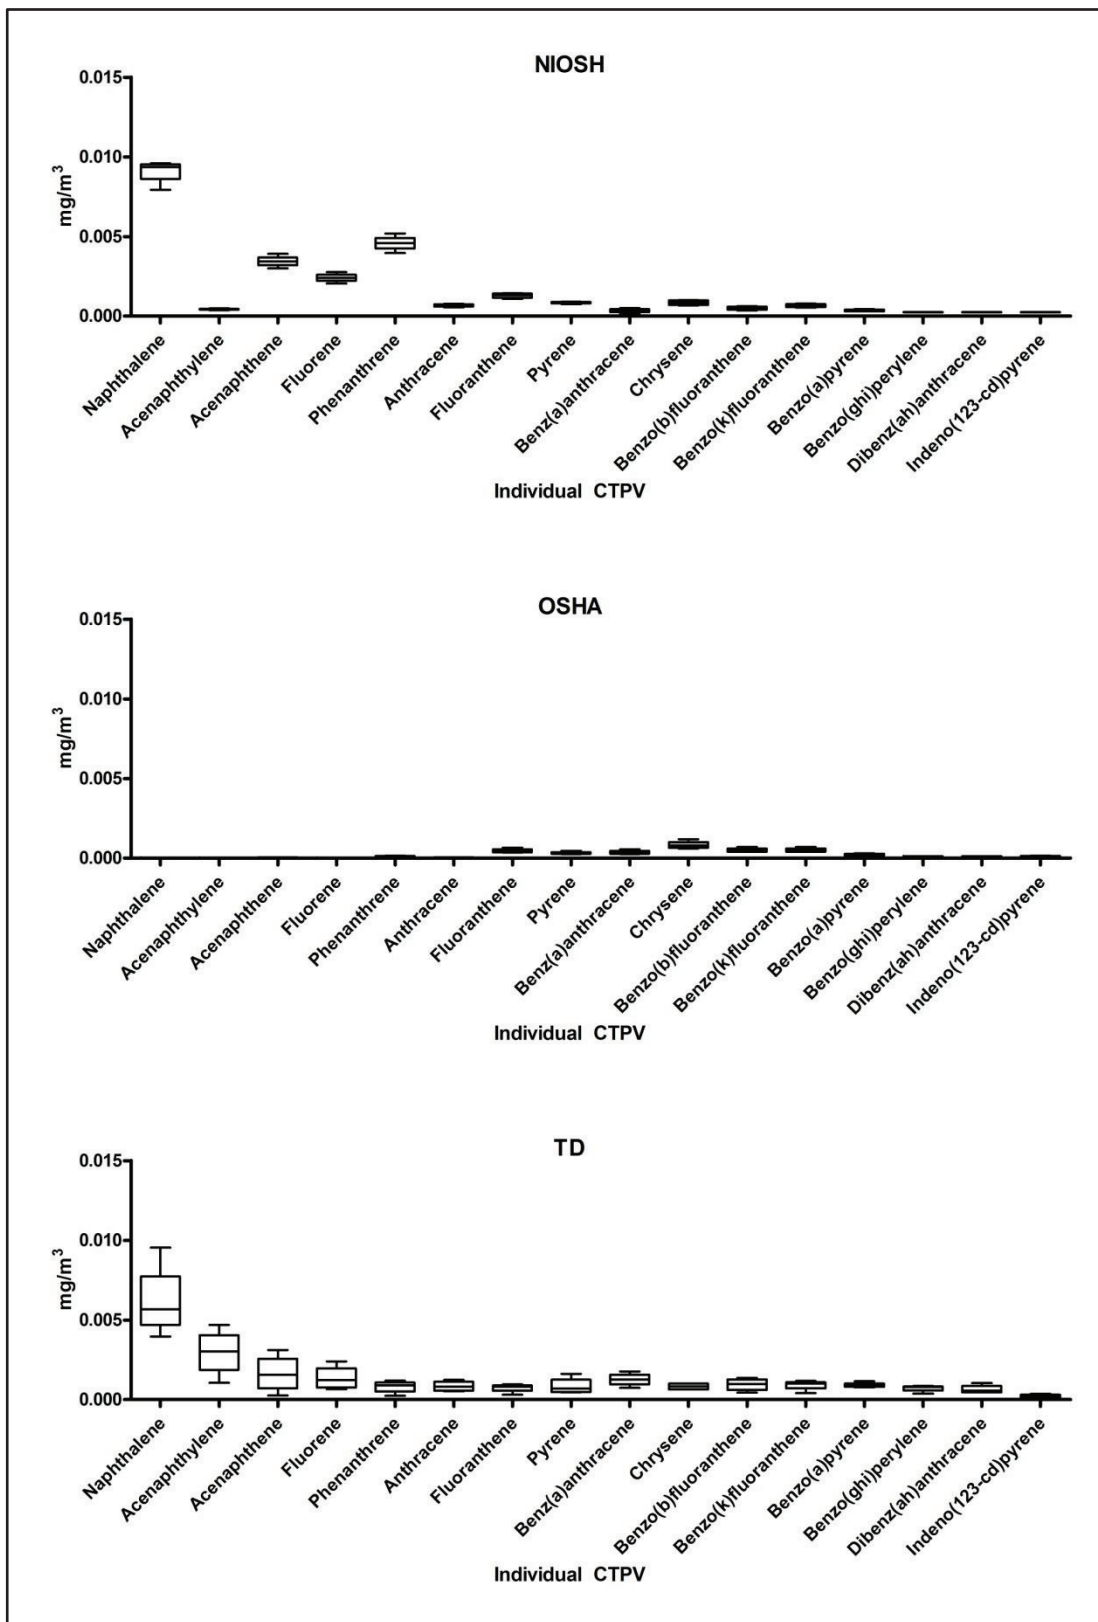 NIOSH
0.015
0.010
0.005
0.000
mg/m³
Naphthalene
Acenaphthylene
Acenaphthene
Fluorene
Phenanthrene
Anthracene
Fluoranthene
Pyrene
Benz(a)anthracene
Chrysene
Benzo(b)fluoranthene
Benzo(k)fluoranthene
Benzo(a)pyrene
Benzo(ghi)perylene
Dibenz(ah)anthracene
Indeno(123-cd)pyrene
Individual CTPV
OSHA
0.015
0.010
0.005
0.000
mg/m³
Naphthalene
Acenaphthylene
Acenaphthene
Fluorene
Phenanthrene
Anthracene
Fluoranthene
Pyrene
Benz(a)anthracene
Chrysene
Benzo(b)fluoranthene
Benzo(k)fluoranthene
Benzo(a)pyrene
Benzo(ghi)perylene
Dibenz(ah)anthracene
Indeno(123-cd)pyrene
Individual CTPV
TD
0.015
0.010
0.005
0.000
mg/m³
Naphthalene
Acenaphthylene
Acenaphthene
Fluorene
Phenanthrene
Anthracene
Fluoranthene
Pyrene
Benz(a)anthracene
Chrysene
Benzo(b)fluoranthene
Benzo(k)fluoranthene
Benzo(a)pyrene
Benzo(ghi)perylene
Dibenz(ah)anthracene
Indeno(123-cd)pyrene
Individual CTPV